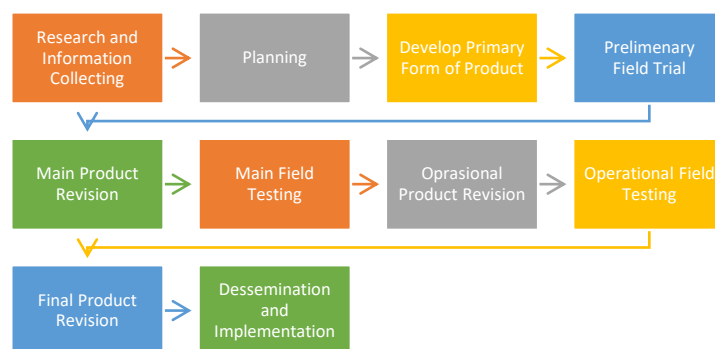 Research and
Information
Collecting
Planning
Develop Primary
Form of Product
Prelimenary
Field Trial
Main Product
Revision
Main Field
Testing
Oprasional
Product Revision
Operational Field
Testing
Final Product
Revision
Dessemination
and
Implementation